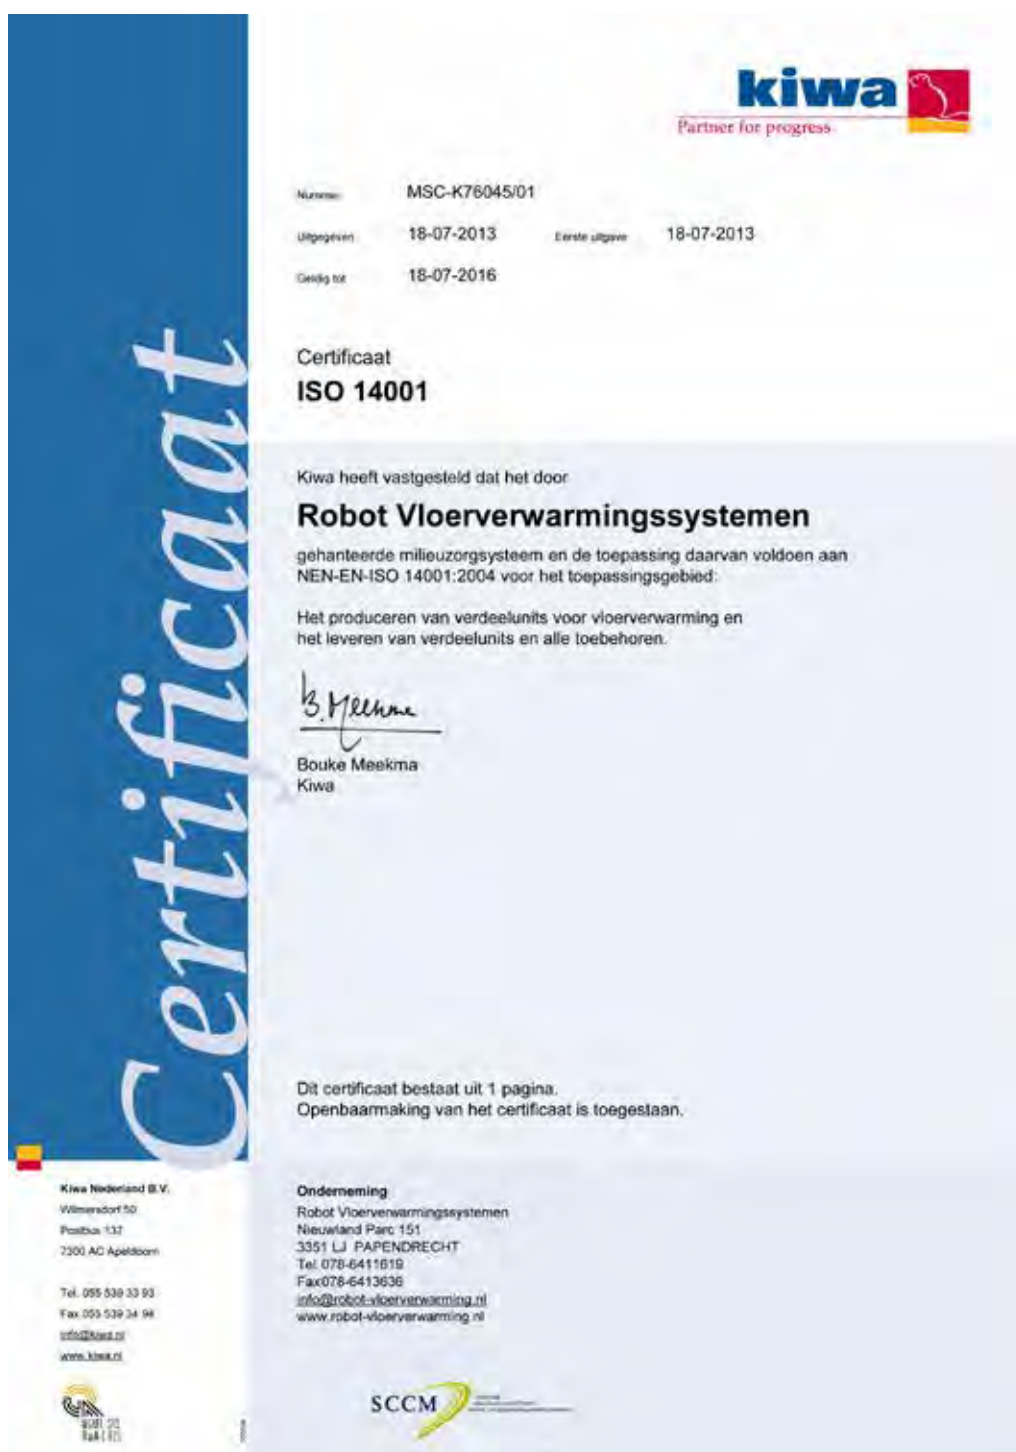 kiwa
Partner for progress
Nummer MSC-K76045/01
Uitgegeven 18-07-2013 Eerste uitgave 18-07-2013
Geldig tot 18-07-2016
Certificaat
ISO 14001
Certificaat
Kiwa heeft vastgesteld dat het door
Robot Vloerverwarmingssystemen
gehanteerde milieuzorgsysteem en de toepassing daarvan voldoen aan
NEN-EN-ISO 14001:2004 voor het toepassingsgebied:
Het produceren van verdeelunits voor vloerverwarming en
het leveren van verdeelunits en alle toebehoren.
B. Meekma
Bouke Meekma
Kiwa
Dit certificaat bestaat uit 1 pagina.
Openbaarmaking van het certificaat is toegestaan.
Kiwa Nederland B.V.
Wilmersdorf 50
Postbus 137
7300 AC Apeldoorn
Tel. 055 539 33 93
Fax 055 539 34 94
info@kiwa.nl
www.kiwa.nl
Onderneming
Robot Vloerverwarmingssystemen
Nieuwland Parc 151
3351 LJ PAPENDRECHT
Tel 078-6411619
Fax078-6413636
info@robot-vloerverwarming.nl
www.robot-vloerverwarming.nl
SCCM